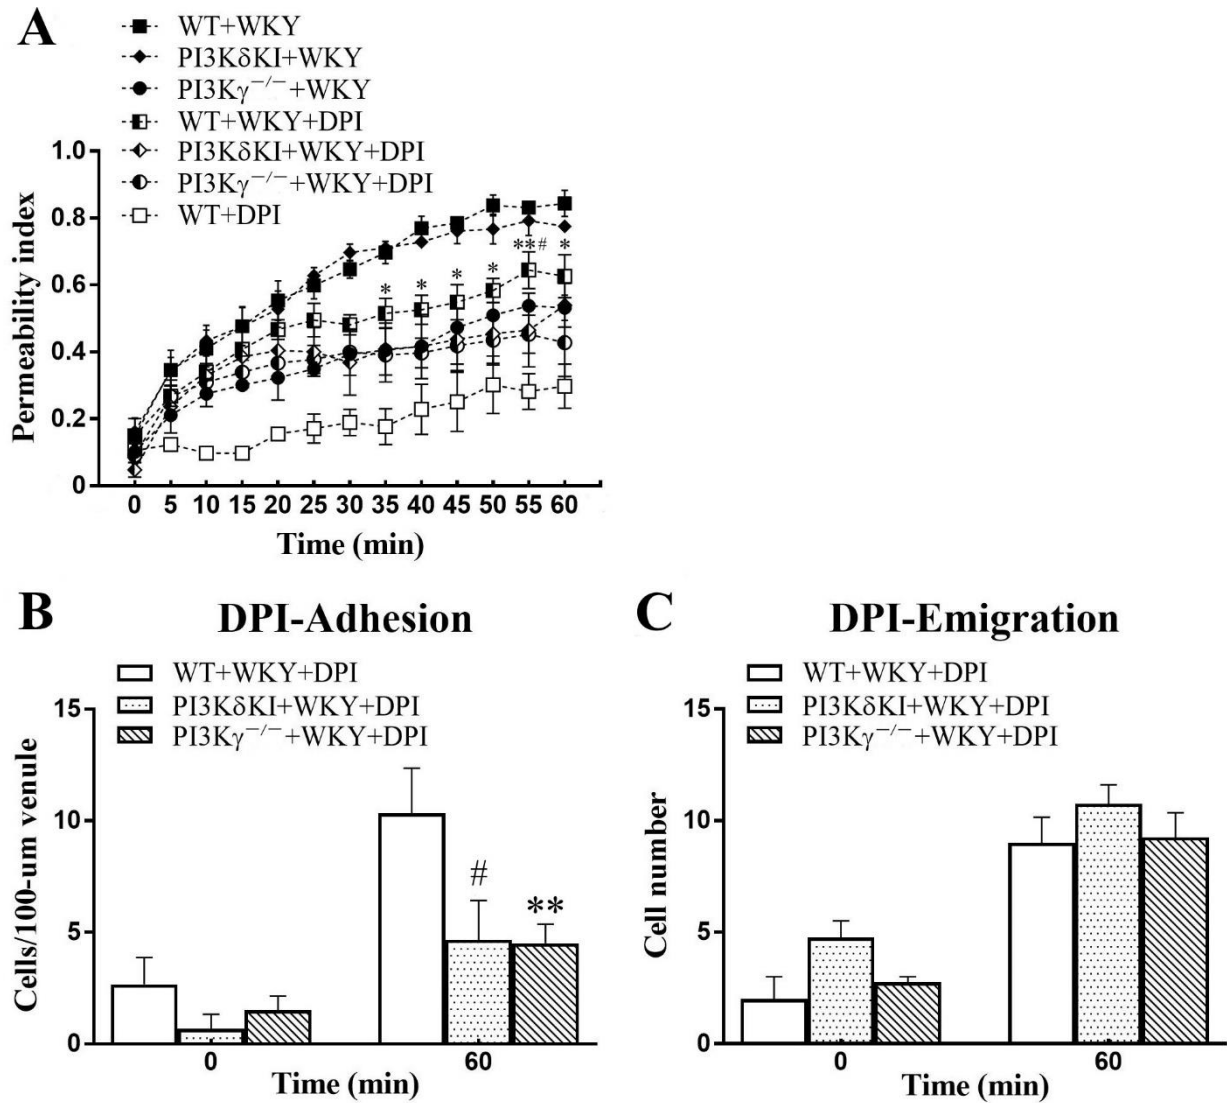 A
WT+WKY
PI3KδKI+WKY
PI3Kγ−/−+WKY
WT+WKY+DPI
PI3KδKI+WKY+DPI
PI3Kγ−/−+WKY+DPI
WT+DPI
Permeability index
1.0
0.8
0.6
0.4
0.2
0
* * * * **# *
0 5 10 15 20 25 30 35 40 45 50 55 60
Time (min)
B
DPI-Adhesion
WT+WKY+DPI
PI3KδKI+WKY+DPI
PI3Kγ−/−+WKY+DPI
Cells/100-um venule
15
10
5
0
# **
0 60
Time (min)
C
DPI-Emigration
WT+WKY+DPI
PI3KδKI+WKY+DPI
PI3Kγ−/−+WKY+DPI
Cell number
15
10
5
0
0 60
Time (min)